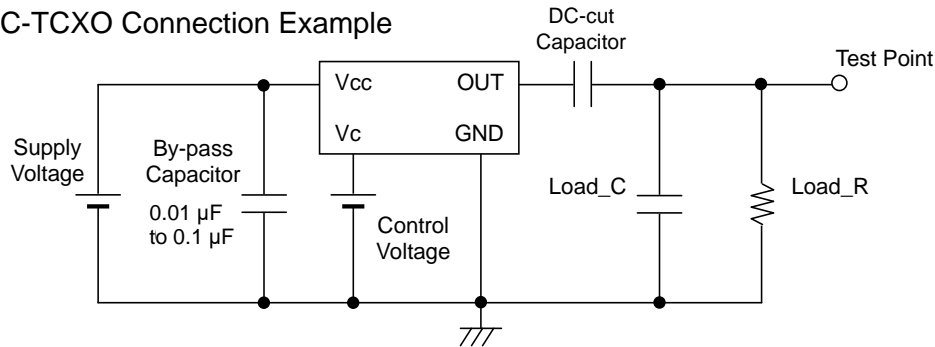 C-TCXO Connection Example
DC-cut
Capacitor
Test Point
Vcc
OUT
Vc
GND
Supply
Voltage
By-pass
Capacitor
0.01 µF
to 0.1 µF
Control
Voltage
Load_C
Load_R